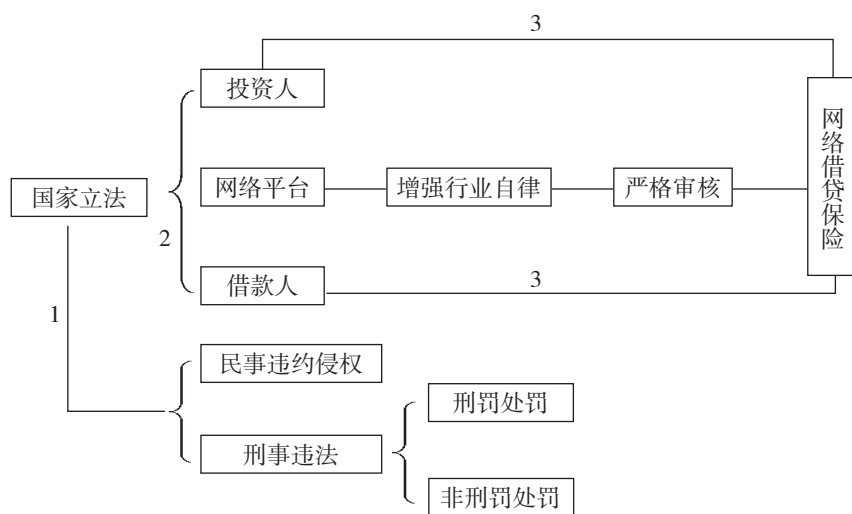 3
投资人
国家立法
网络平台
增强行业自律
严格审核
网络借贷保险
2
借款人
3
1
民事违约侵权
刑事违法
刑罚处罚
非刑罚处罚